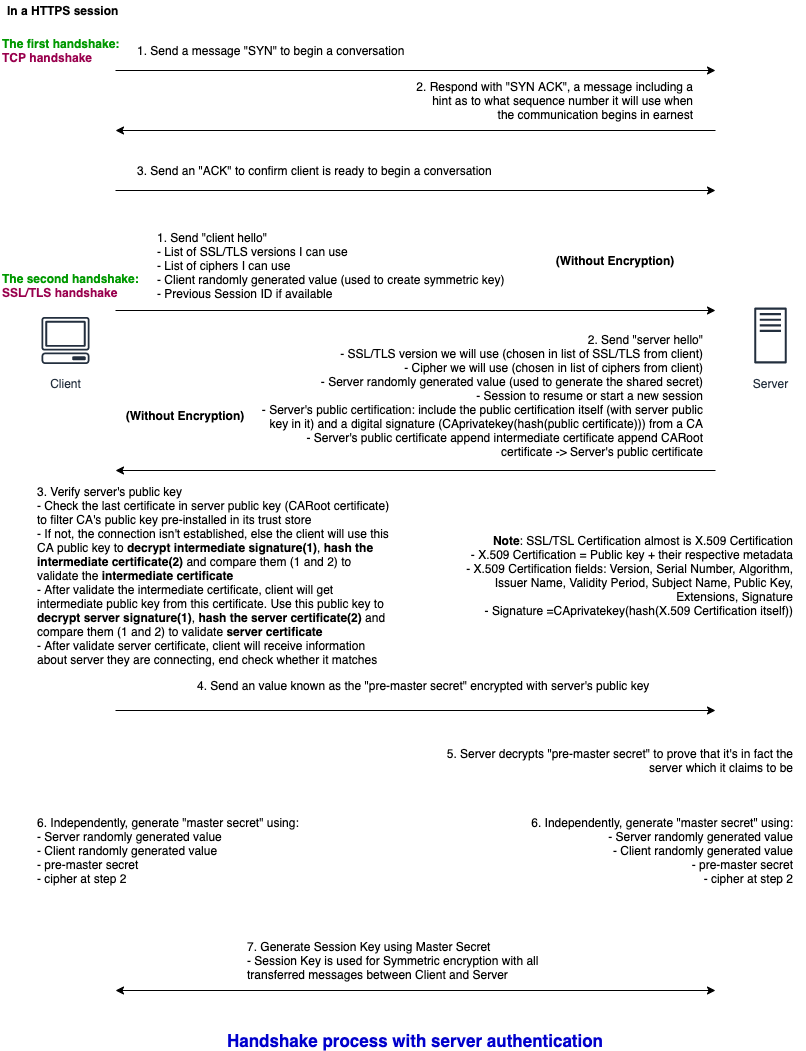 In a HTTPS session
The first handshake:
TCP handshake
1. Send a message "SYN" to begin a conversation
2. Respond with "SYN ACK", a message including a
hint as to what sequence number it will use when
the communication begins in earnest
3. Send an "ACK" to confirm client is ready to begin a conversation
1. Send "client hello"
- List of SSL/TLS versions I can use
- List of ciphers I can use
- Client randomly generated value (used to create symmetric key)
- Previous Session ID if available
(Without Encryption)
The second handshake:
SSL/TLS handshake
Client
Server
2. Send "server hello"
- SSL/TLS version we will use (chosen in list of SSL/TLS from client)
- Cipher we will use (chosen in list of ciphers from client)
- Server randomly generated value (used to generate the shared secret)
- Session to resume or start a new session
- Server's public certification: include the public certification itself (with server public
key in it) and a digital signature (CAprivatekey(hash(public certificate))) from a CA
- Server's public certificate append intermediate certificate append CARoot
certificate -> Server's public certificate
(Without Encryption)
3. Verify server's public key
- Check the last certificate in server public key (CARoot certificate)
to filter CA's public key pre-installed in its trust store
- If not, the connection isn't established, else the client will use this
CA public key to decrypt intermediate signature(1), hash the
intermediate certificate(2) and compare them (1 and 2) to
validate the intermediate certificate
- After validate the intermediate certificate, client will get
intermediate public key from this certificate. Use this public key to
decrypt server signature(1), hash the server certificate(2) and
compare them (1 and 2) to validate server certificate
- After validate server certificate, client will receive information
about server they are connecting, end check whether it matches
Note: SSL/TSL Certification almost is X.509 Certification
- X.509 Certification = Public key + their respective metadata
- X.509 Certification fields: Version, Serial Number, Algorithm,
Issuer Name, Validity Period, Subject Name, Public Key,
Extensions, Signature
- Signature =CAprivatekey(hash(X.509 Certification itself))
4. Send an value known as the "pre-master secret" encrypted with server's public key
5. Server decrypts "pre-master secret" to prove that it's in fact the
server which it claims to be
6. Independently, generate "master secret" using:
- Server randomly generated value
- Client randomly generated value
- pre-master secret
- cipher at step 2
6. Independently, generate "master secret" using:
- Server randomly generated value
- Client randomly generated value
- pre-master secret
- cipher at step 2
7. Generate Session Key using Master Secret
- Session Key is used for Symmetric encryption with all
transferred messages between Client and Server
Handshake process with server authentication